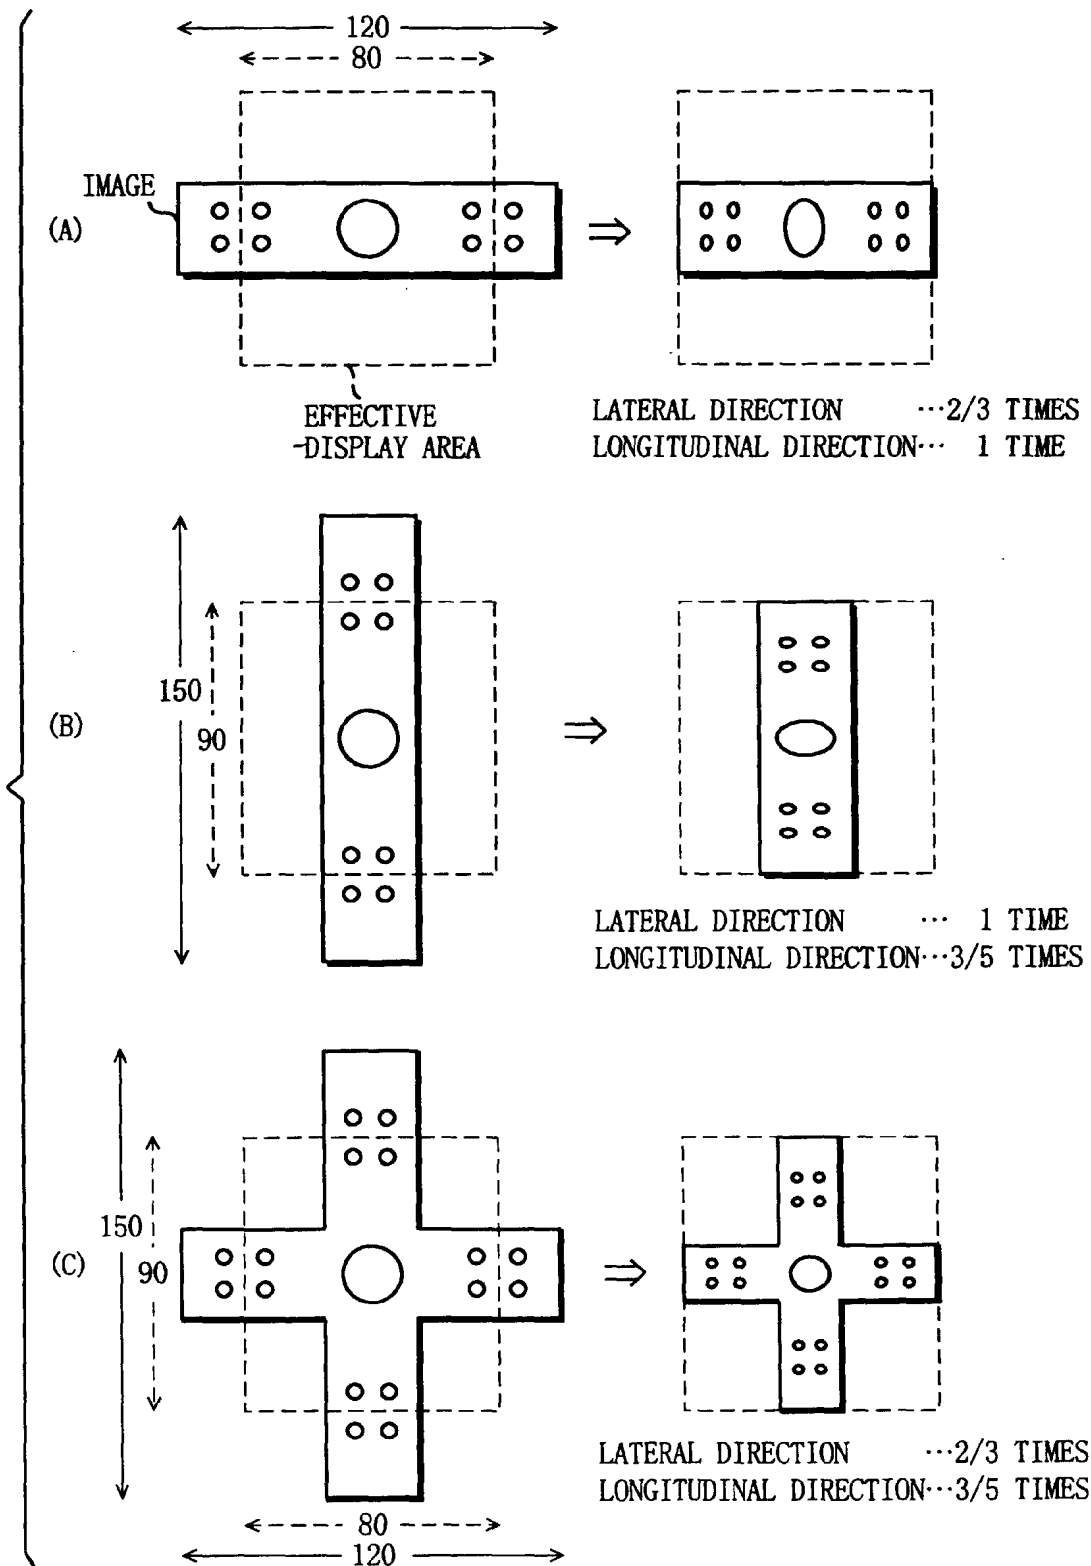 120
80
IMAGE
(A)
⇒
EFFECTIVE
DISPLAY AREA
LATERAL DIRECTION ···2/3 TIMES
LONGITUDINAL DIRECTION··· 1 TIME
150
90
(B)
⇒
LATERAL DIRECTION ··· 1 TIME
LONGITUDINAL DIRECTION···3/5 TIMES
150
90
(C)
⇒
LATERAL DIRECTION ···2/3 TIMES
LONGITUDINAL DIRECTION···3/5 TIMES
80
120